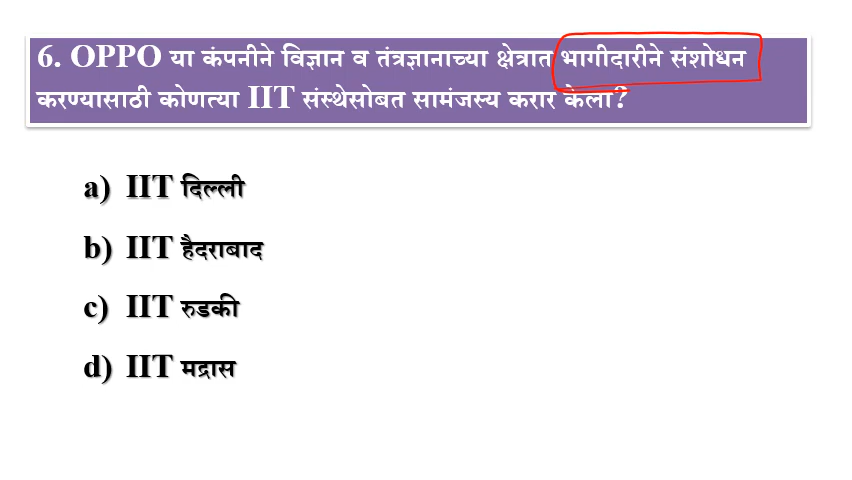 6. OPPO या कंपनीने विज्ञान व तंत्रज्ञानाच्या क्षेत्रात भागीदारीने संशोधन
करण्यासाठी कोणत्या IIT संस्थेसोबत सामंजस्य करार केला?
a) IIT दिल्ली
b) IIT हैदराबाद
c) IIT रुडकी
d) IIT मद्रास